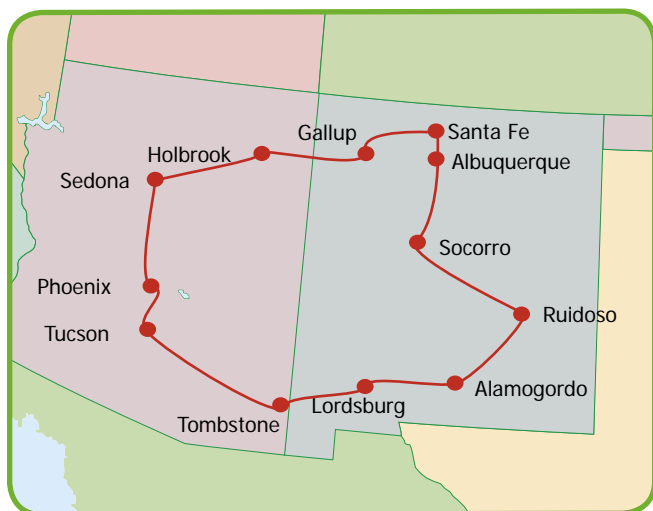 Gallup
Santa Fe
Holbrook
Albuquerque
Sedona
Socorro
Phoenix
Ruidoso
Tucson
Alamogordo
Lordsburg
Tombstone